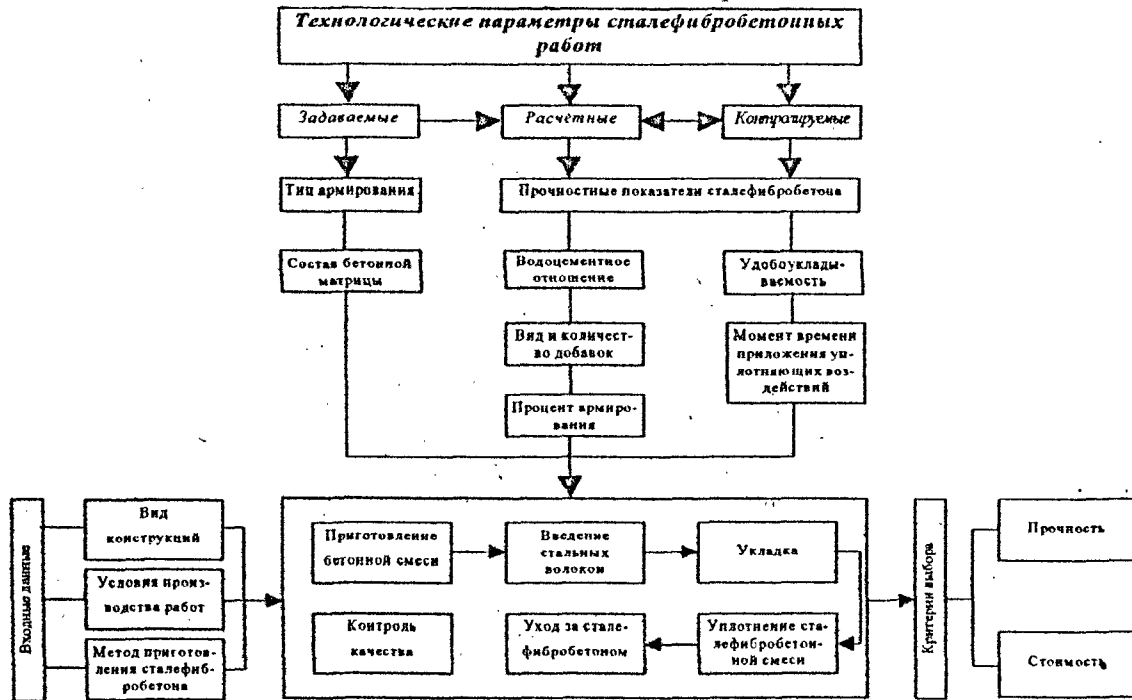 Технологические параметры сталефибробетонных
работ
Задаваемые
Расчётные
Контролируемые
Тип армирования
Прочностные показатели сталефибробетона
Состав бетонной
матрицы
Водоцементное
отношение
Удобоуклады-
ваемость
Вид и количест-
во добавок
Момент времени
приложения уп-
лотняющих воз-
действий
Процент армиро-
вания
Входные данные
Вид
конструкций
Условия произ-
водства работ
Метод приготов-
ления сталефиб-
робетона
Приготовление
бетонной смеси
Введение
стальных
волокон
Укладка
Контроль
качества
Уход за стале-
фибробетоном
Уплотнение ста-
лефибробетон-
ной смеси
Критерии выбора
Прочность
Стоимость